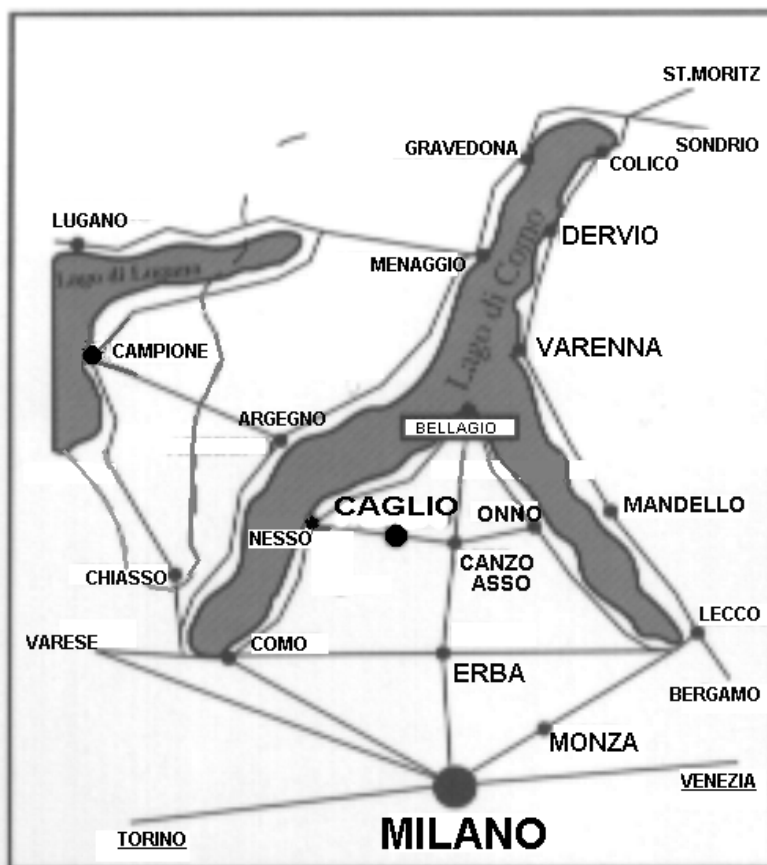 ST.MORITZ
GRAVEDONA
SONDRIO
COLICO
LUGANO
DERVIO
MENAGGIO
Lago di Lugano
Lago di Como
CAMPIONE
VARENNA
ARGEGNO
BELLAGIO
CAGLIO
ONNO
MANDELLO
NESSO
CANZO
ASSO
CHIASSO
LECCO
VARESE
COMO
ERBA
BERGAMO
MONZA
VENEZIA
MILANO
TORINO